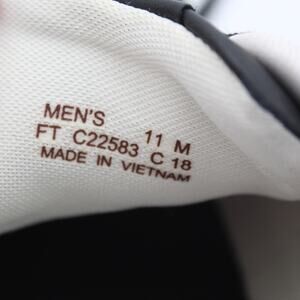 MEN'S 11 M
FT C22583 C 18
MADE IN VIETNAM